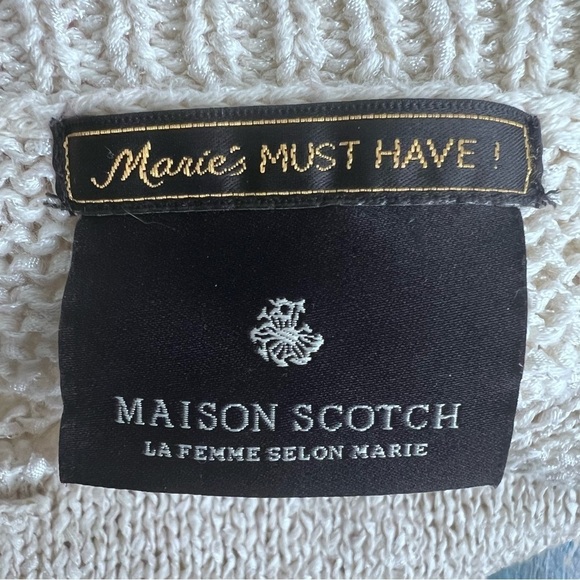 Marie's MUST HAVE !
MAISON SCOTCH
LA FEMME SELON MARIE